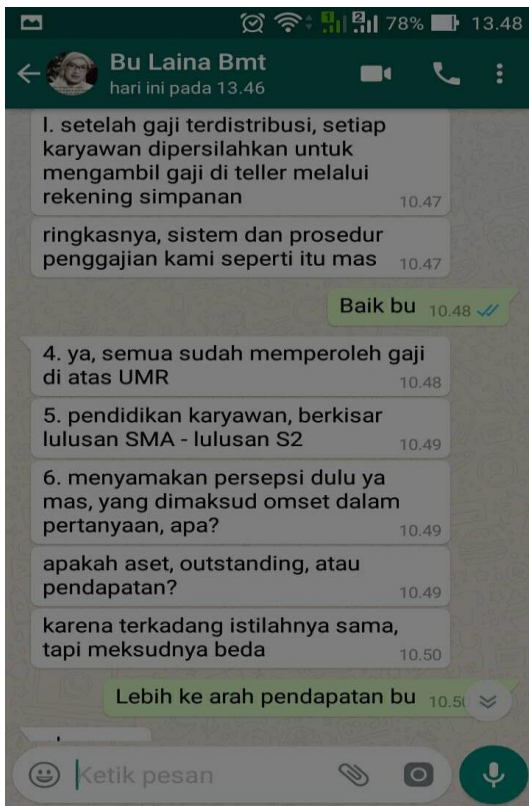 78% 13.48
Bu Laina Bmt
hari ini pada 13.46
l. setelah gaji terdistribusi, setiap
karyawan dipersilahkan untuk
mengambil gaji di teller melalui
rekening simpanan 10.47
ringkasnya, sistem dan prosedur
penggajian kami seperti itu mas 10.47
Baik bu 10.48
4. ya, semua sudah memperoleh gaji
di atas UMR 10.48
5. pendidikan karyawan, berkisar
lulusan SMA - lulusan S2 10.49
6. menyamakan persepsi dulu ya
mas, yang dimaksud omset dalam
pertanyaan, apa? 10.49
apakah aset, outstanding, atau
pendapatan? 10.49
karena terkadang istilahnya sama,
tapi meksudnya beda 10.50
Lebih ke arah pendapatan bu
Ketik pesan